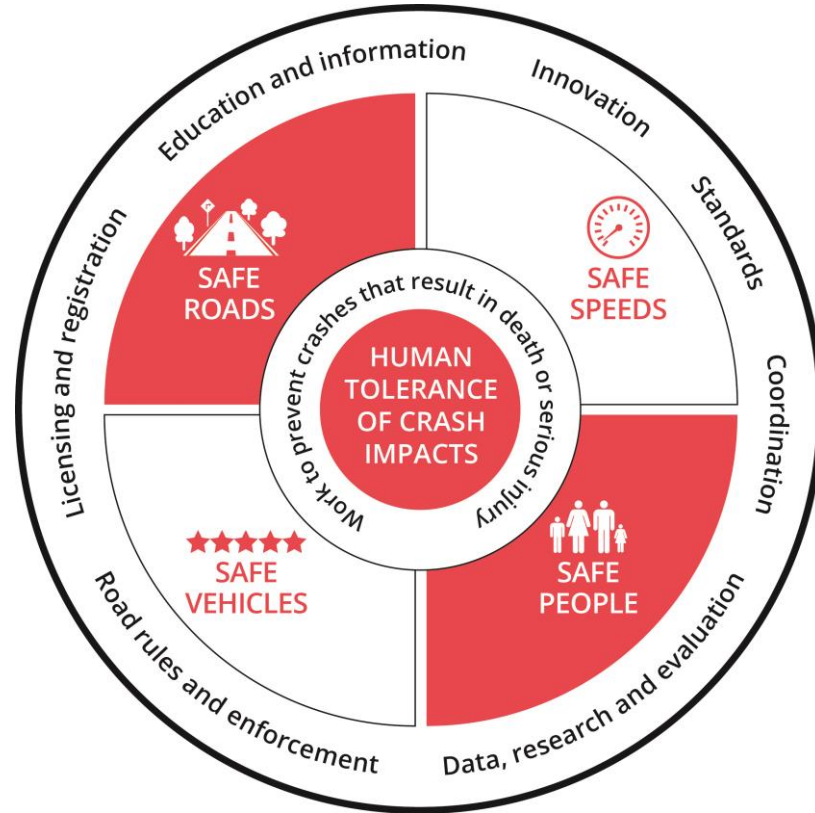 Education and information
Innovation
Standards
Coordination
Data, research and evaluation
Road rules and enforcement
Licensing and registration
SAFE
ROADS
SAFE
SPEEDS
SAFE
PEOPLE
SAFE
VEHICLES
Work to prevent crashes that result in death or serious injury
HUMAN
TOLERANCE
OF CRASH
IMPACTS